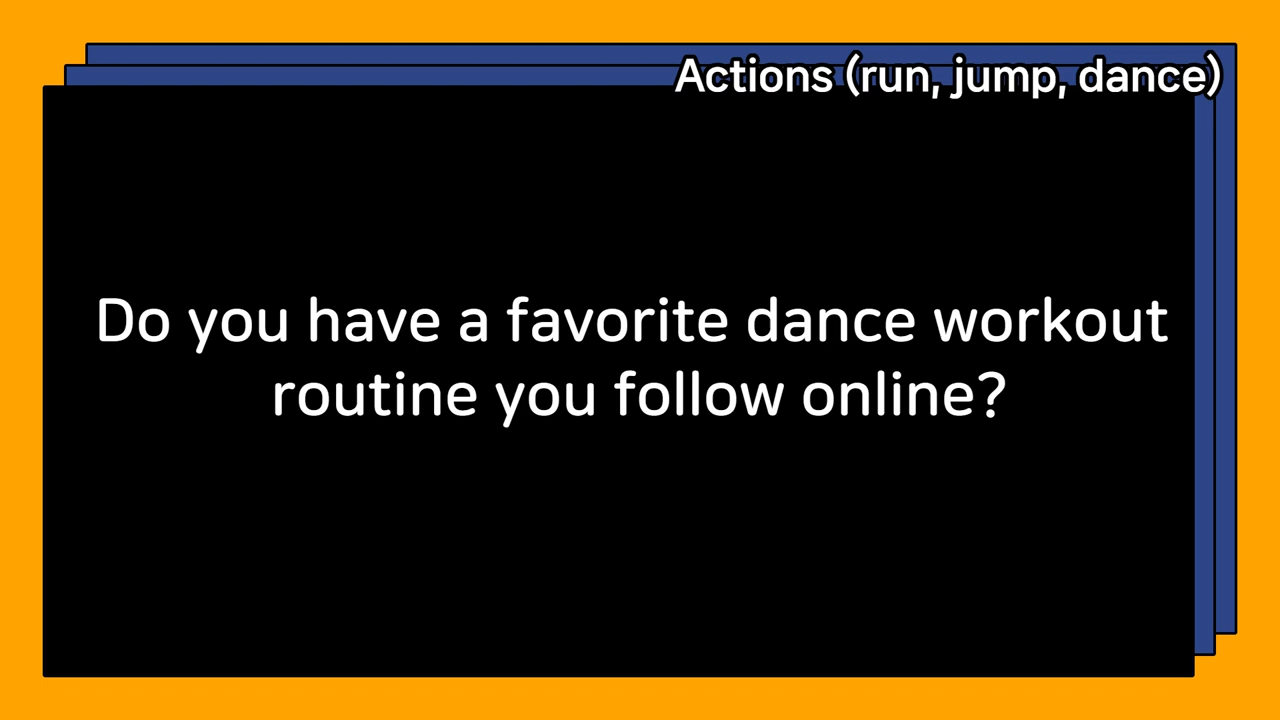 Actions (run, jump, dance)
Do you have a favorite dance workout
routine you follow online?